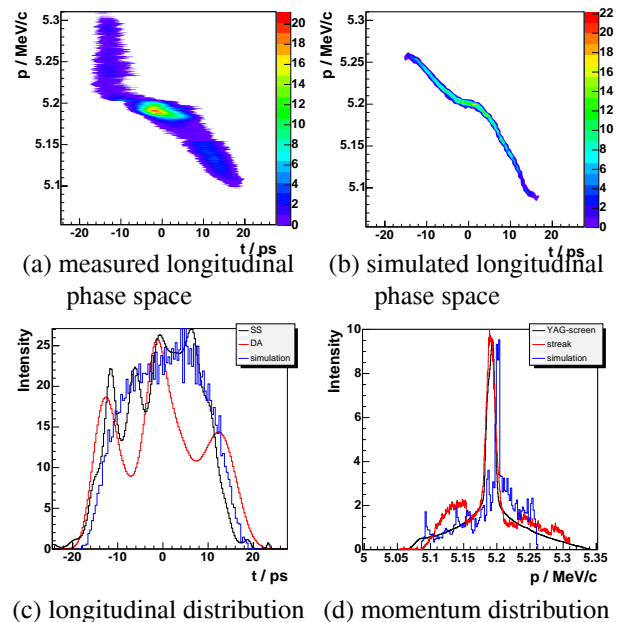 p / MeV/c
5.3
5.25
5.2
5.15
5.1
-20 -10 0 10 20
t / ps
20
18
16
14
12
10
8
6
4
2
0
(a) measured longitudinal
phase space
p / MeV/c
5.3
5.25
5.2
5.15
5.1
-20 -10 0 10 20
t / ps
22
20
18
16
14
12
10
8
6
4
2
0
(b) simulated longitudinal
phase space
Intensity
25
20
15
10
5
0
-20 -10 0 10 20
t / ps
SS
DA
simulation
(c) longitudinal distribution
Intensity
10
8
6
4
2
0
5 5.05 5.1 5.15 5.2 5.25 5.3 5.35
p / MeV/c
YAG-screen
streak
simulation
(d) momentum distribution